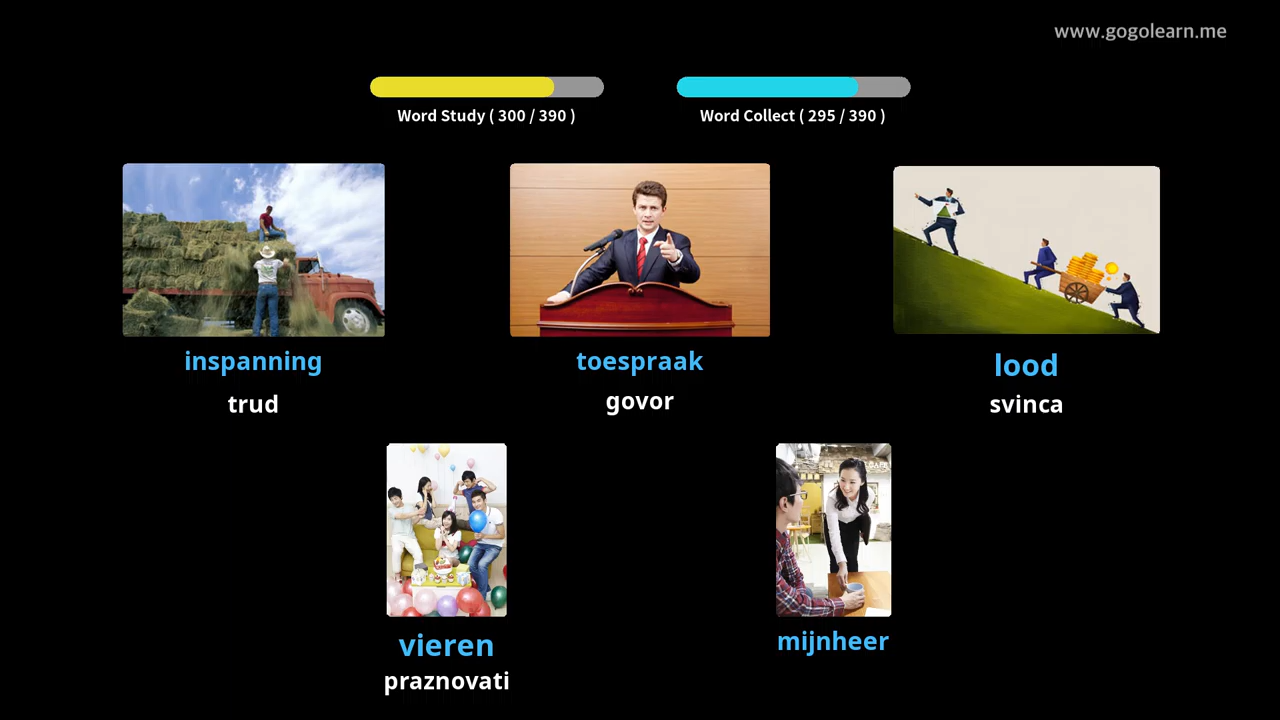 www.gogolearn.me
Word Study ( 300 / 390 )
Word Collect ( 295 / 390 )
inspanning
toespraak
lood
trud
govor
svinca
vieren
mijnheer
praznovati